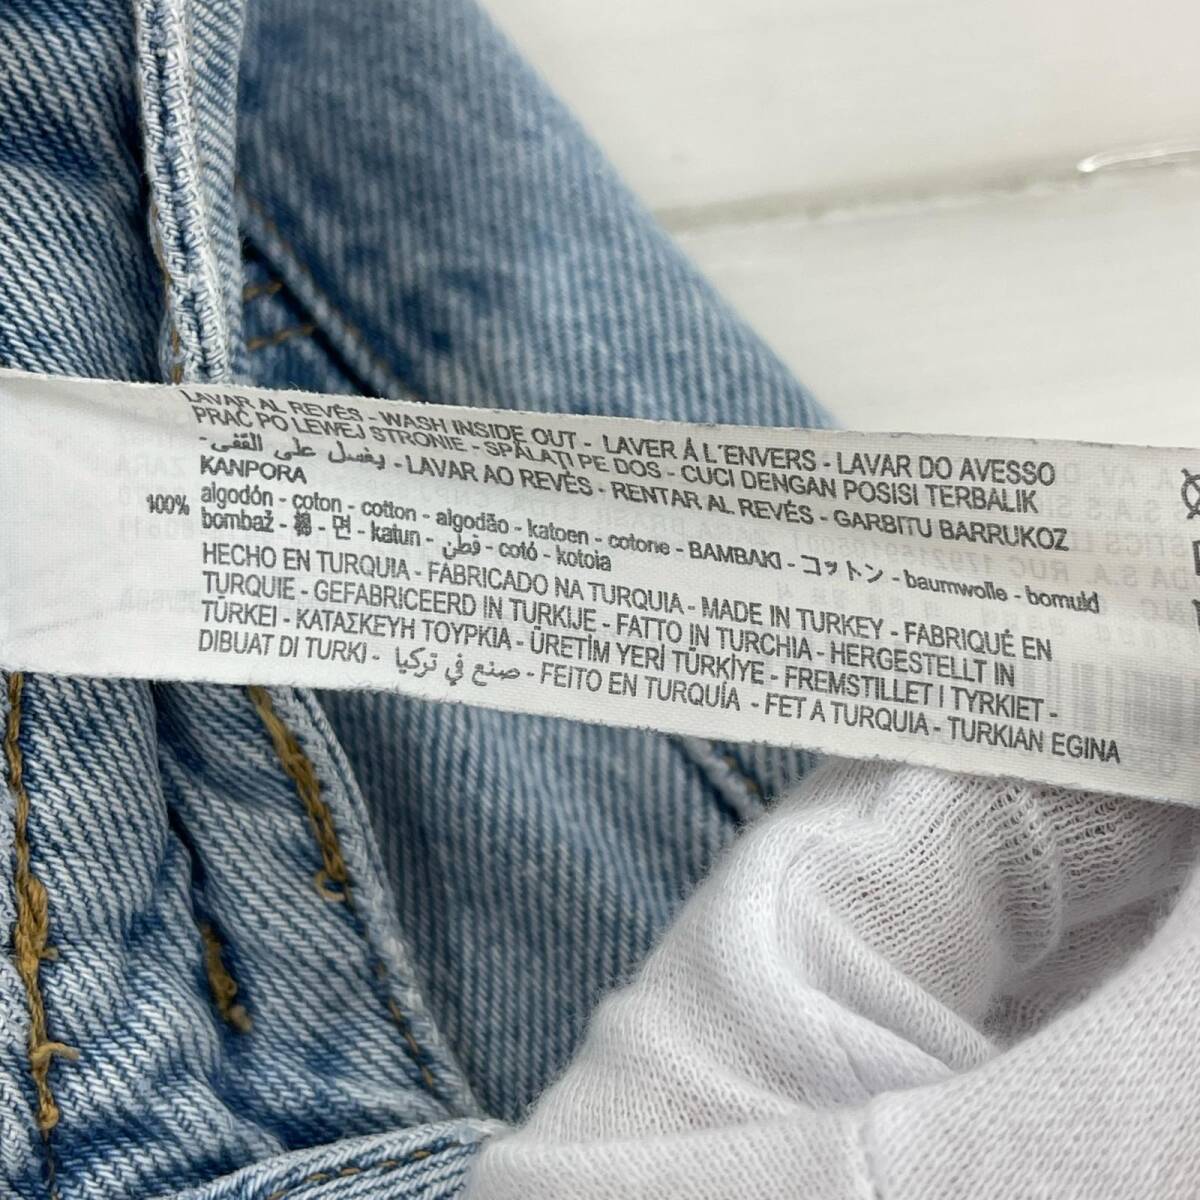 LAVAR AL REVÉS - WASH INSIDE OUT - LAVER Á L´ENVERS - LAVAR DO AVESSO
PRAĆ PO LEWEJ STRONIE - SPĂLAŢI PE DOS - CUCI DENGAN POSISI TERBALIK
يغسل على القفى - LAVAR AO REVÉS - RENTAR AL REVÉS - GARBITU BARRUKOZ
KANPORA
100% algodón - coton - cotton - algodão - katoen - cotone - BAMBAKI - コットン - baumwolle - bomuld
bombaž - 棉 - 면 - katun - قطن - cotó - kotoia
HECHO EN TURQUIA - FABRICADO NA TURQUIA - MADE IN TURKEY - FABRIQUÉ EN
TURQUIE - GEFABRICEERD IN TURKIJE - FATTO IN TURCHIA - HERGESTELLT IN
TÜRKEI - ΚΑΤΑΣΚΕΥΗ ΤΟΥΡΚΙΑ - ÜRETİM YERİ TÜRKİYE - FREMSTILLET I TYRKIET -
DIBUAT DI TURKI - صنع في تركيا - FEITO EN TURQUÍA - FET A TURQUIA - TURKIAN EGINA